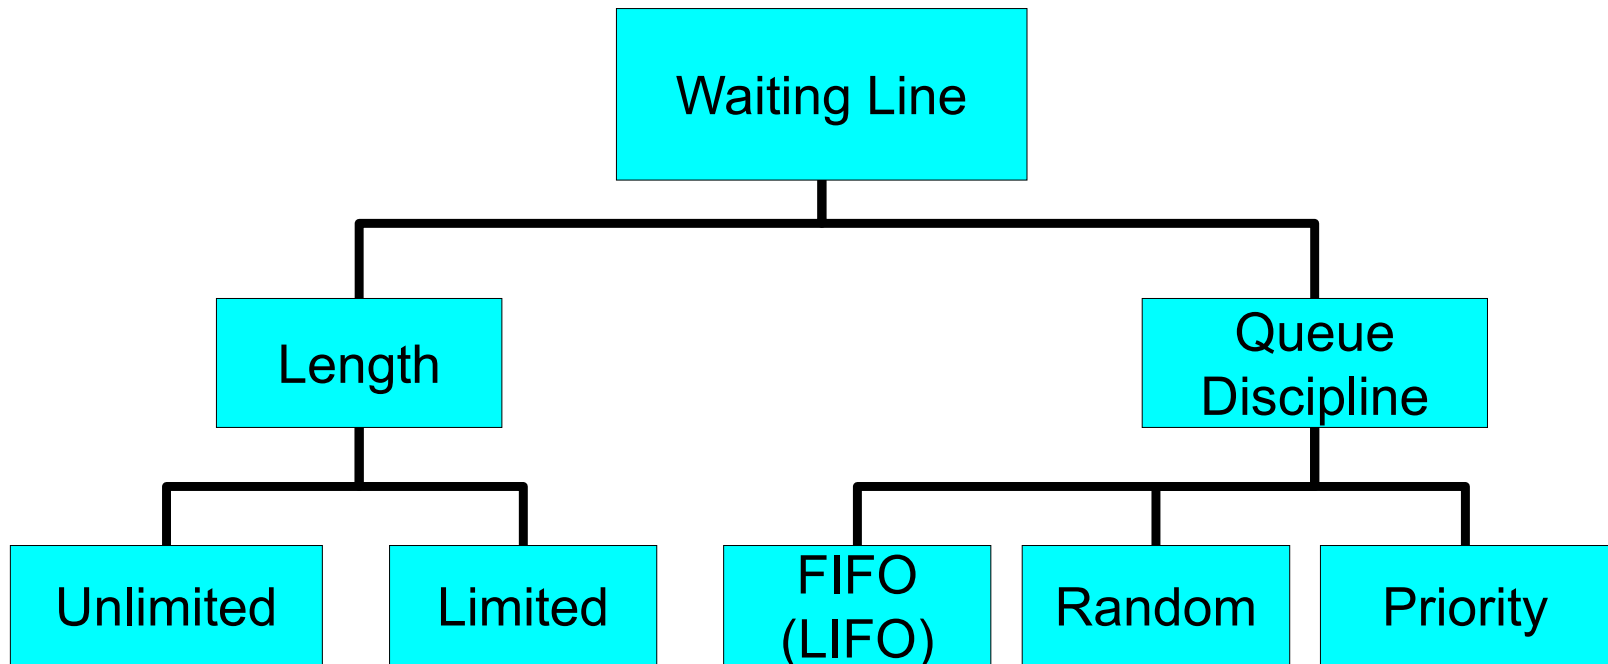 Waiting Line
Length
Queue
Discipline
Unlimited
Limited
FIFO
(LIFO)
Random
Priority